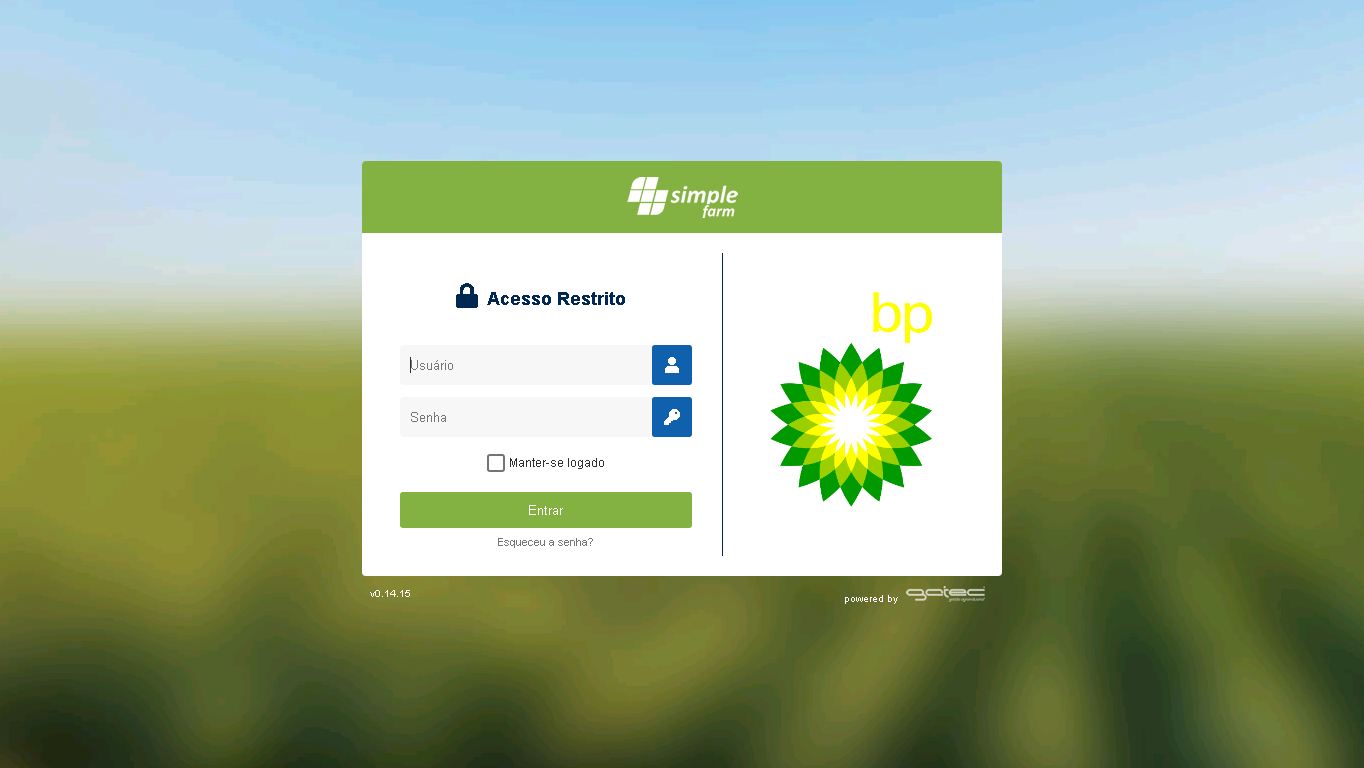 simple
farm
Acesso Restrito
bp
Usuário
Senha
Manter-se logado
Entrar
Esqueceu a senha?
v0.14.15
powered by gatec